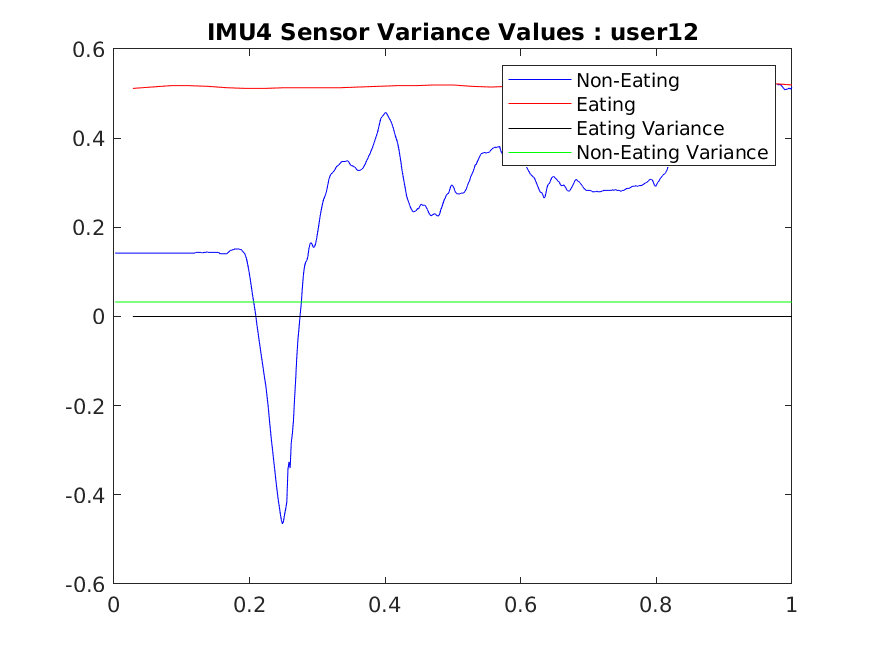 IMU4 Sensor Variance Values : user12
0.6
Non-Eating
Eating
Eating Variance
Non-Eating Variance
0.4
0.2
0
-0.2
-0.4
-0.6
0 0.2 0.4 0.6 0.8 1